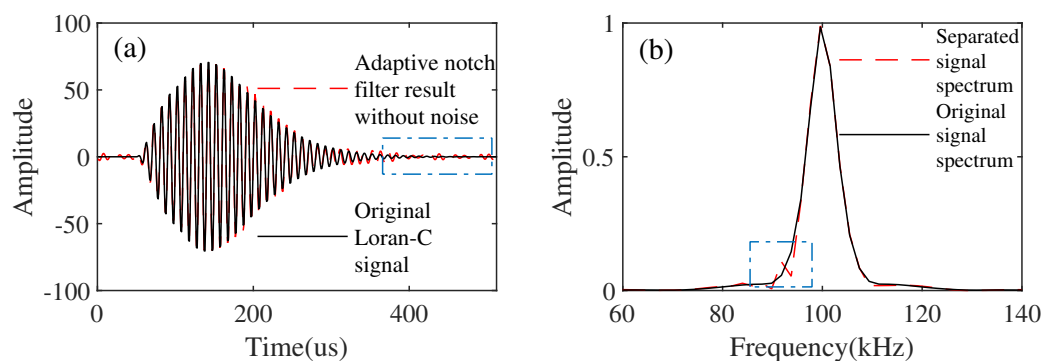 100
50
0
-50
-100
Amplitude
(a)
Adaptive notch
filter result
without noise
Original
Loran-C
signal
0
200
400
Time(us)
1
0.5
0
Amplitude
(b)
Separated
signal
spectrum
Original
signal
spectrum
60
80
100
120
140
Frequency(kHz)